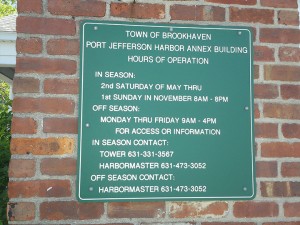 TOWN OF BROOKHAVEN
PORT JEFFERSON HARBOR ANNEX BUILDING
HOURS OF OPERATION
IN SEASON:
2nd SATURDAY OF MAY THRU
1st SUNDAY IN NOVEMBER 8AM - 8PM
OFF SEASON:
MONDAY THRU FRIDAY 9AM - 4PM
FOR ACCESS OR INFORMATION
IN SEASON CONTACT:
TOWER 631-331-3567
HARBORMASTER 631-473-3052
OFF SEASON CONTACT:
HARBORMASTER 631-473-3052